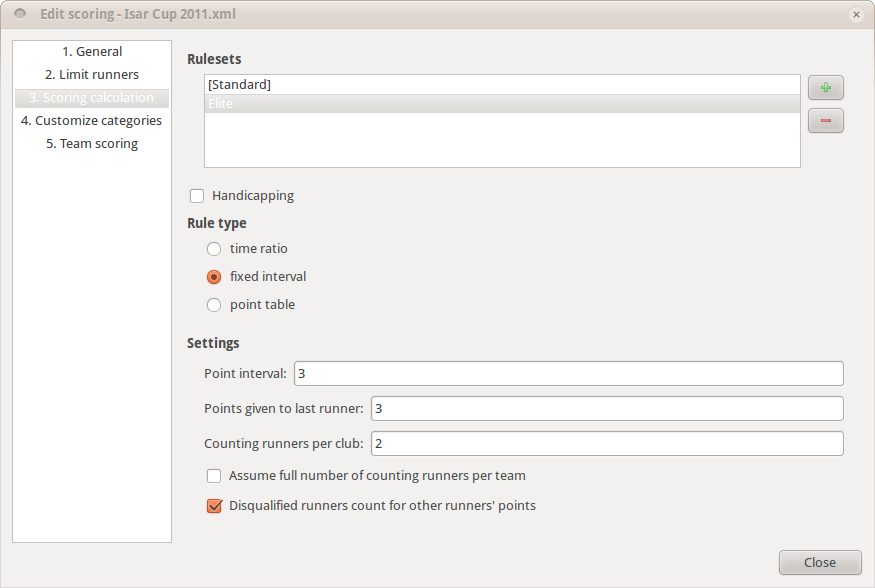 Edit scoring - Isar Cup 2011.xml
1. General
2. Limit runners
3. Scoring calculation
4. Customize categories
5. Team scoring
Rulesets
[Standard]
Elite
Handicapping
Rule type
time ratio
fixed interval
point table
Settings
Point interval: 3
Points given to last runner: 3
Counting runners per club: 2
Assume full number of counting runners per team
Disqualified runners count for other runners' points
Close